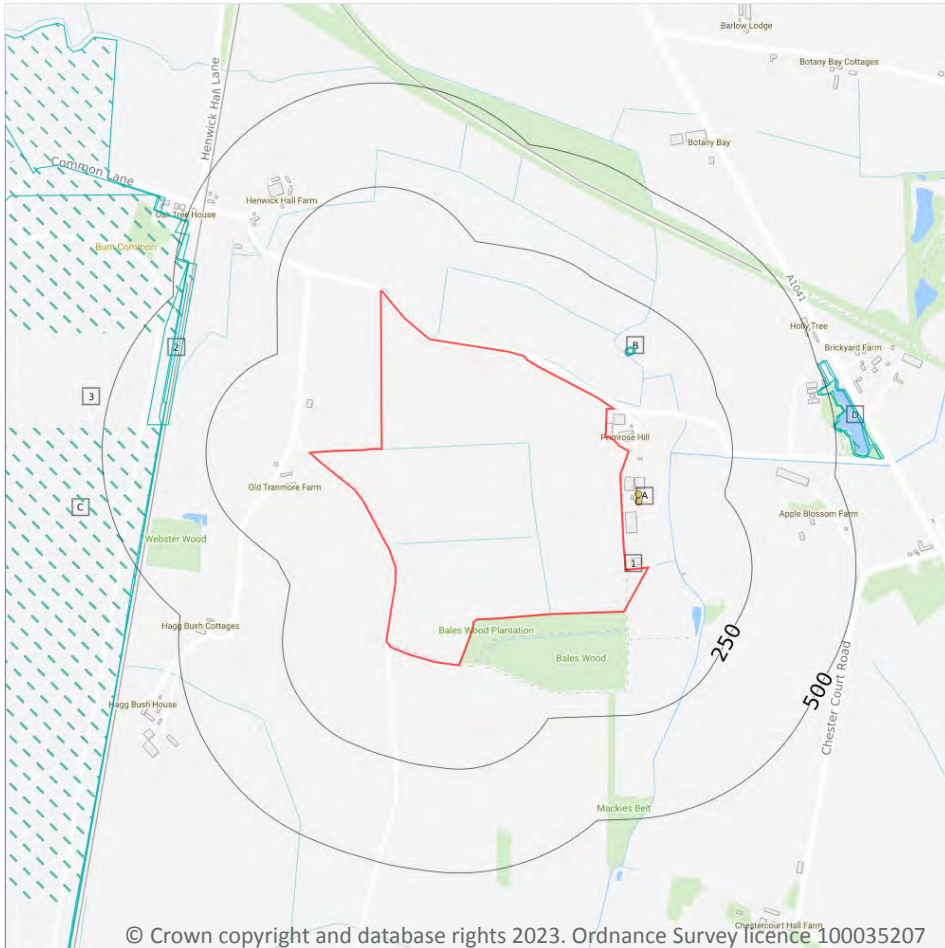 Barlow Lodge
Botany Bay Cottages
Henwick Hall Lane
Botany Bay
Common Lane
Henwick Hall Farm
Oak Tree House
Burn Common
A1041
Holly Tree
Brickyard Farm
B
2
3
D
Primrose Hill
Old Tranmore Farm
A
C
Apple Blossom Farm
Webster Wood
1
Hagg Bush Cottages
Bales Wood Plantation
Bales Wood
250
500
Hagg Bush House
Chester Court Road
Mackies Belt
Chestercourt Hall Farm
© Crown copyright and database rights 2023. Ordnance Survey licence 100035207